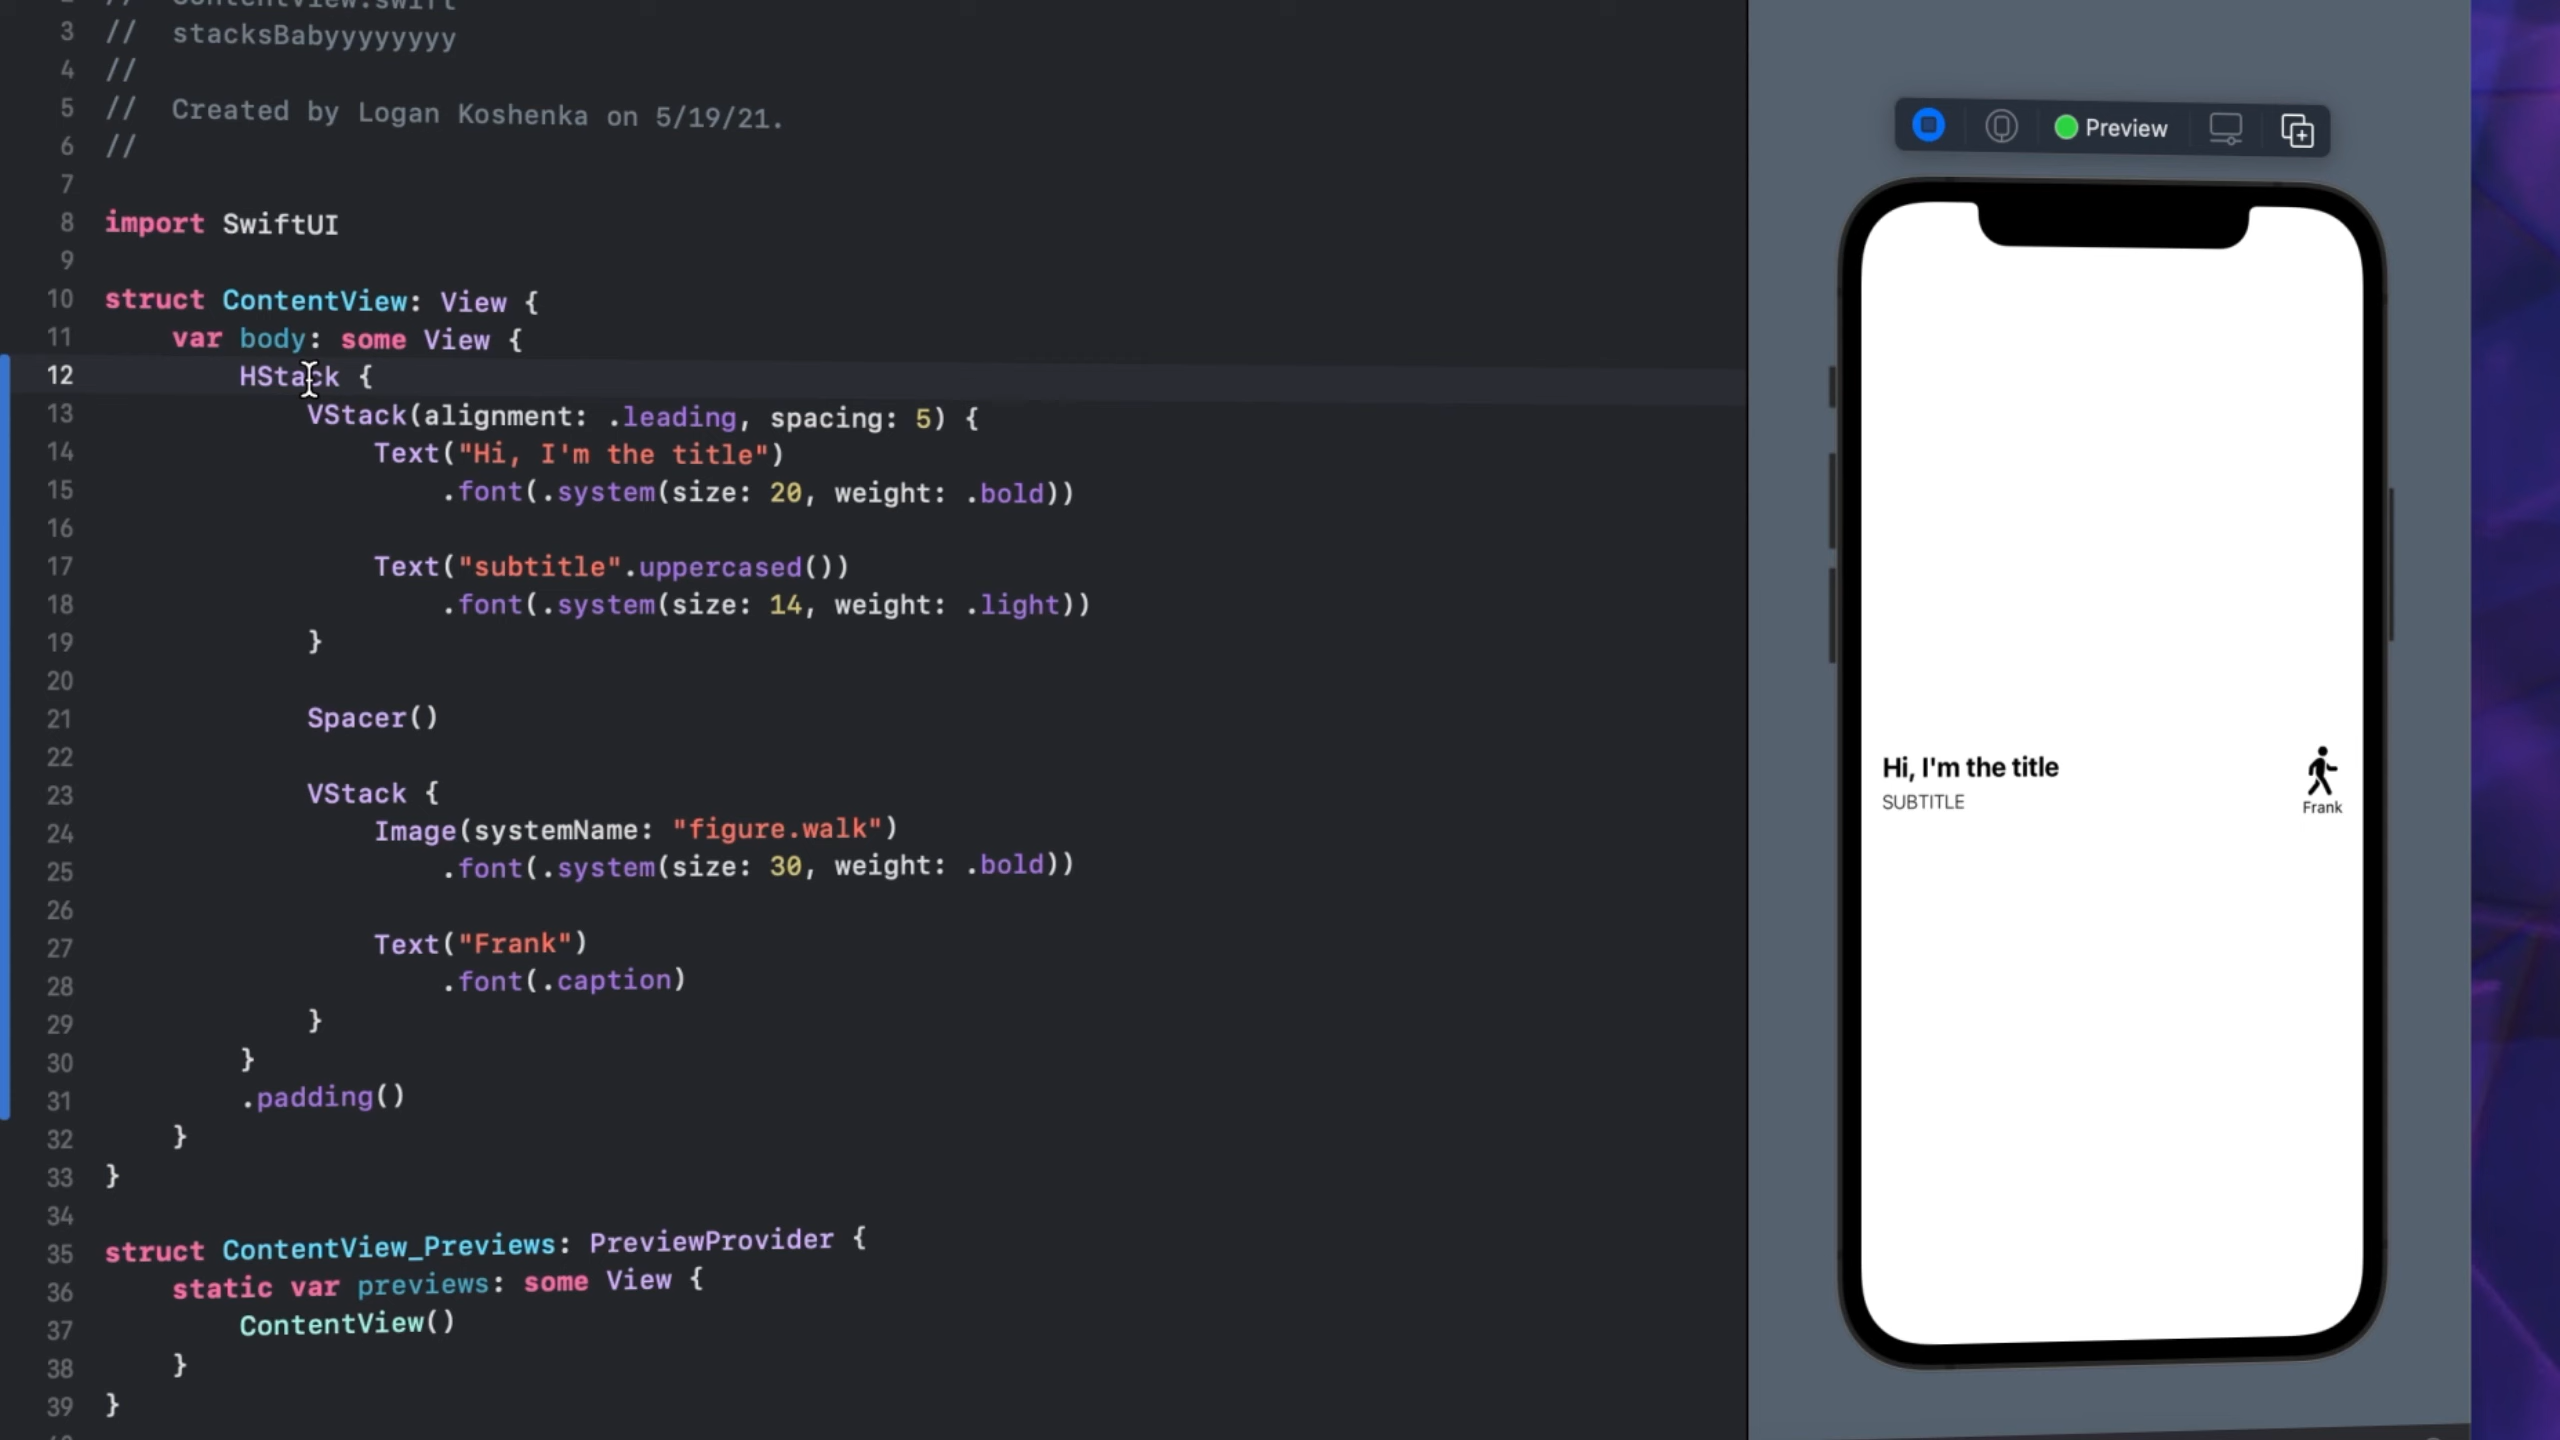 //  ContentView.swift
3 //  stacksBabyyyyyyyy
4 //
5 //  Created by Logan Koshenka on 5/19/21.
6 //
7
8 import SwiftUI
9
10 struct ContentView: View {
11     var body: some View {
12         HStack {
13             VStack(alignment: .leading, spacing: 5) {
14                 Text("Hi, I'm the title")
15                     .font(.system(size: 20, weight: .bold))
16
17                 Text("subtitle".uppercased())
18                     .font(.system(size: 14, weight: .light))
19             }
20
21             Spacer()
22
23             VStack {
24                 Image(systemName: "figure.walk")
25                     .font(.system(size: 30, weight: .bold))
26
27                 Text("Frank")
28                     .font(.caption)
29             }
30         }
31         .padding()
32     }
33 }
34
35 struct ContentView_Previews: PreviewProvider {
36     static var previews: some View {
37         ContentView()
38     }
39 }
Preview
Hi, I'm the title
SUBTITLE
Frank